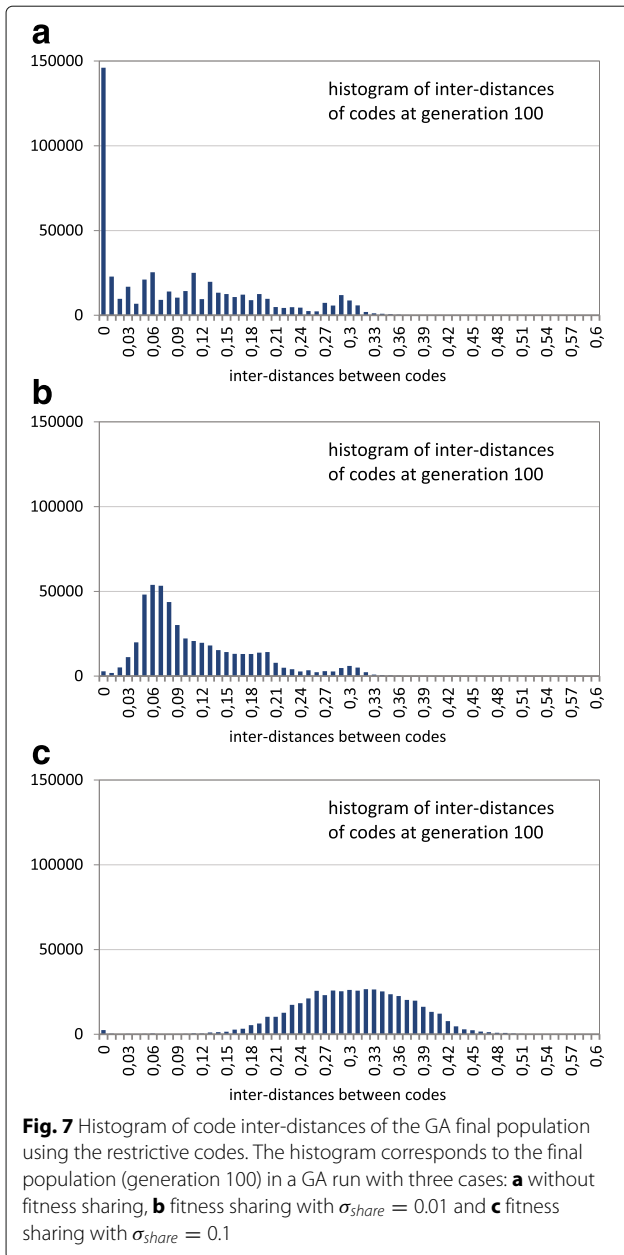 a
150000
histogram of inter-distances
of codes at generation 100
100000
50000
0
0 0,03 0,06 0,09 0,12 0,15 0,18 0,21 0,24 0,27 0,3 0,33 0,36 0,39 0,42 0,45 0,48 0,51 0,54 0,57 0,6
inter-distances between codes
b
150000
histogram of inter-distances
of codes at generation 100
100000
50000
0
0 0,03 0,06 0,09 0,12 0,15 0,18 0,21 0,24 0,27 0,3 0,33 0,36 0,39 0,42 0,45 0,48 0,51 0,54 0,57 0,6
inter-distances between codes
c
150000
histogram of inter-distances
of codes at generation 100
100000
50000
0
0 0,03 0,06 0,09 0,12 0,15 0,18 0,21 0,24 0,27 0,3 0,33 0,36 0,39 0,42 0,45 0,48 0,51 0,54 0,57 0,6
inter-distances between codes
Fig. 7 Histogram of code inter-distances of the GA final population
using the restrictive codes. The histogram corresponds to the final
population (generation 100) in a GA run with three cases: a without
fitness sharing, b fitness sharing with σshare = 0.01 and c fitness
sharing with σshare = 0.1